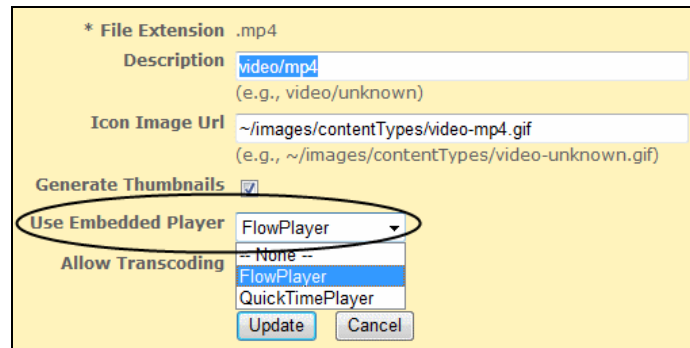 * File Extension .mp4
Description video/mp4
(e.g., video/unknown)
Icon Image Url ~/images/contentTypes/video-mp4.gif
(e.g., ~/images/contentTypes/video-unknown.gif)
Generate Thumbnails
Use Embedded Player FlowPlayer
Allow Transcoding -- None --
FlowPlayer
QuickTimePlayer
Update Cancel